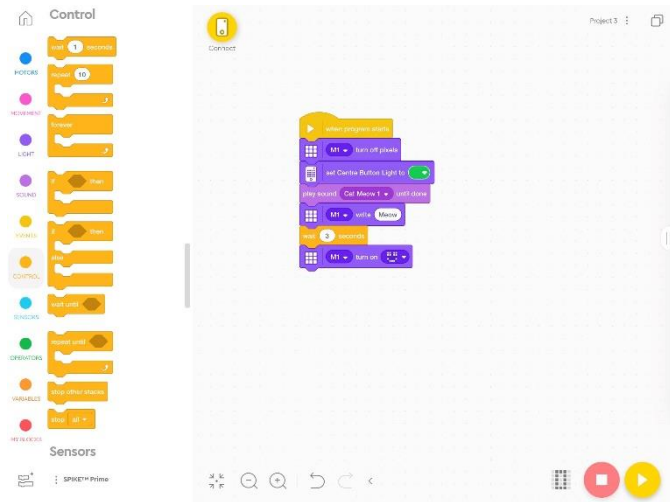 Control
Connect
Project 3
wait 1 seconds
repeat 10
forever
if then
if then
else
wait until
repeat until
stop other stacks
stop all
Sensors
MOTORS
MOVEMENT
LIGHT
SOUND
CONTROL
SENSORS
OPERATORS
VARIABLES
MY BLOCKS
SPIKE™ Prime
when program starts
M1 turn off pixels
set Centre Button Light to
play sound Cat Meow 1 until done
M1 write Meow
wait 3 seconds
M1 turn on